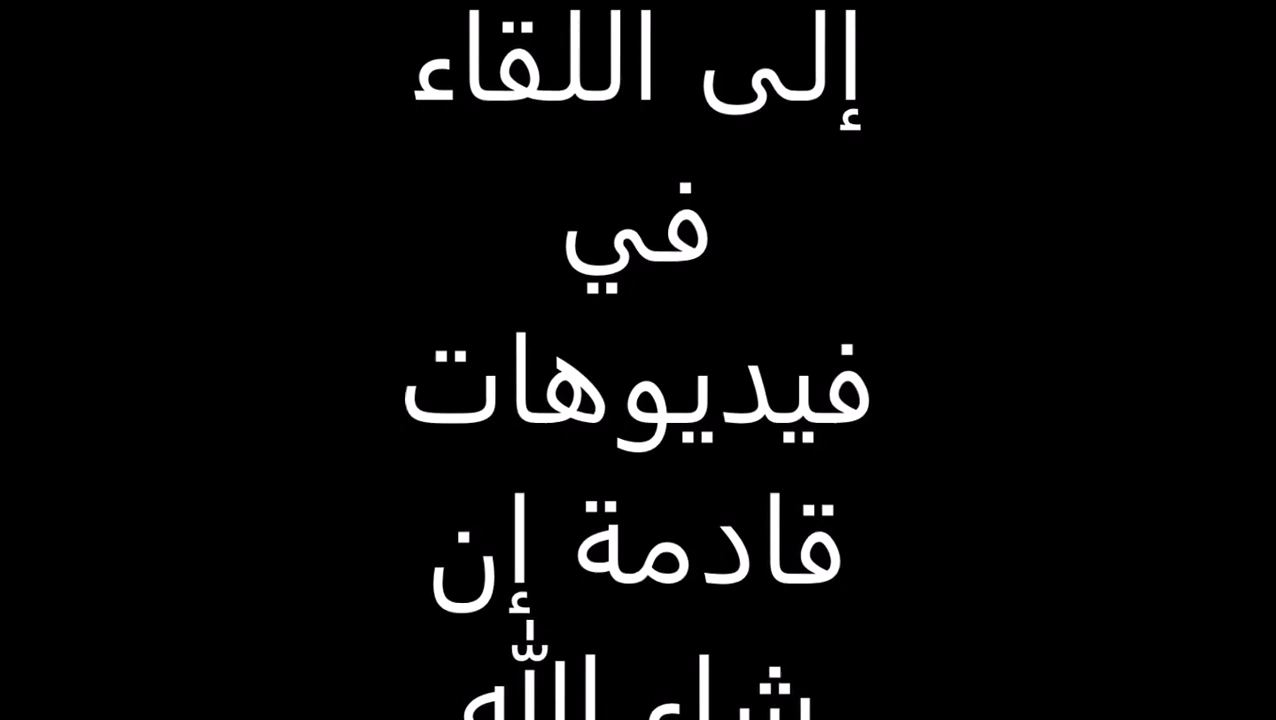 إلى اللقاء
في
فيديوهات
قادمة إن
شاء الله